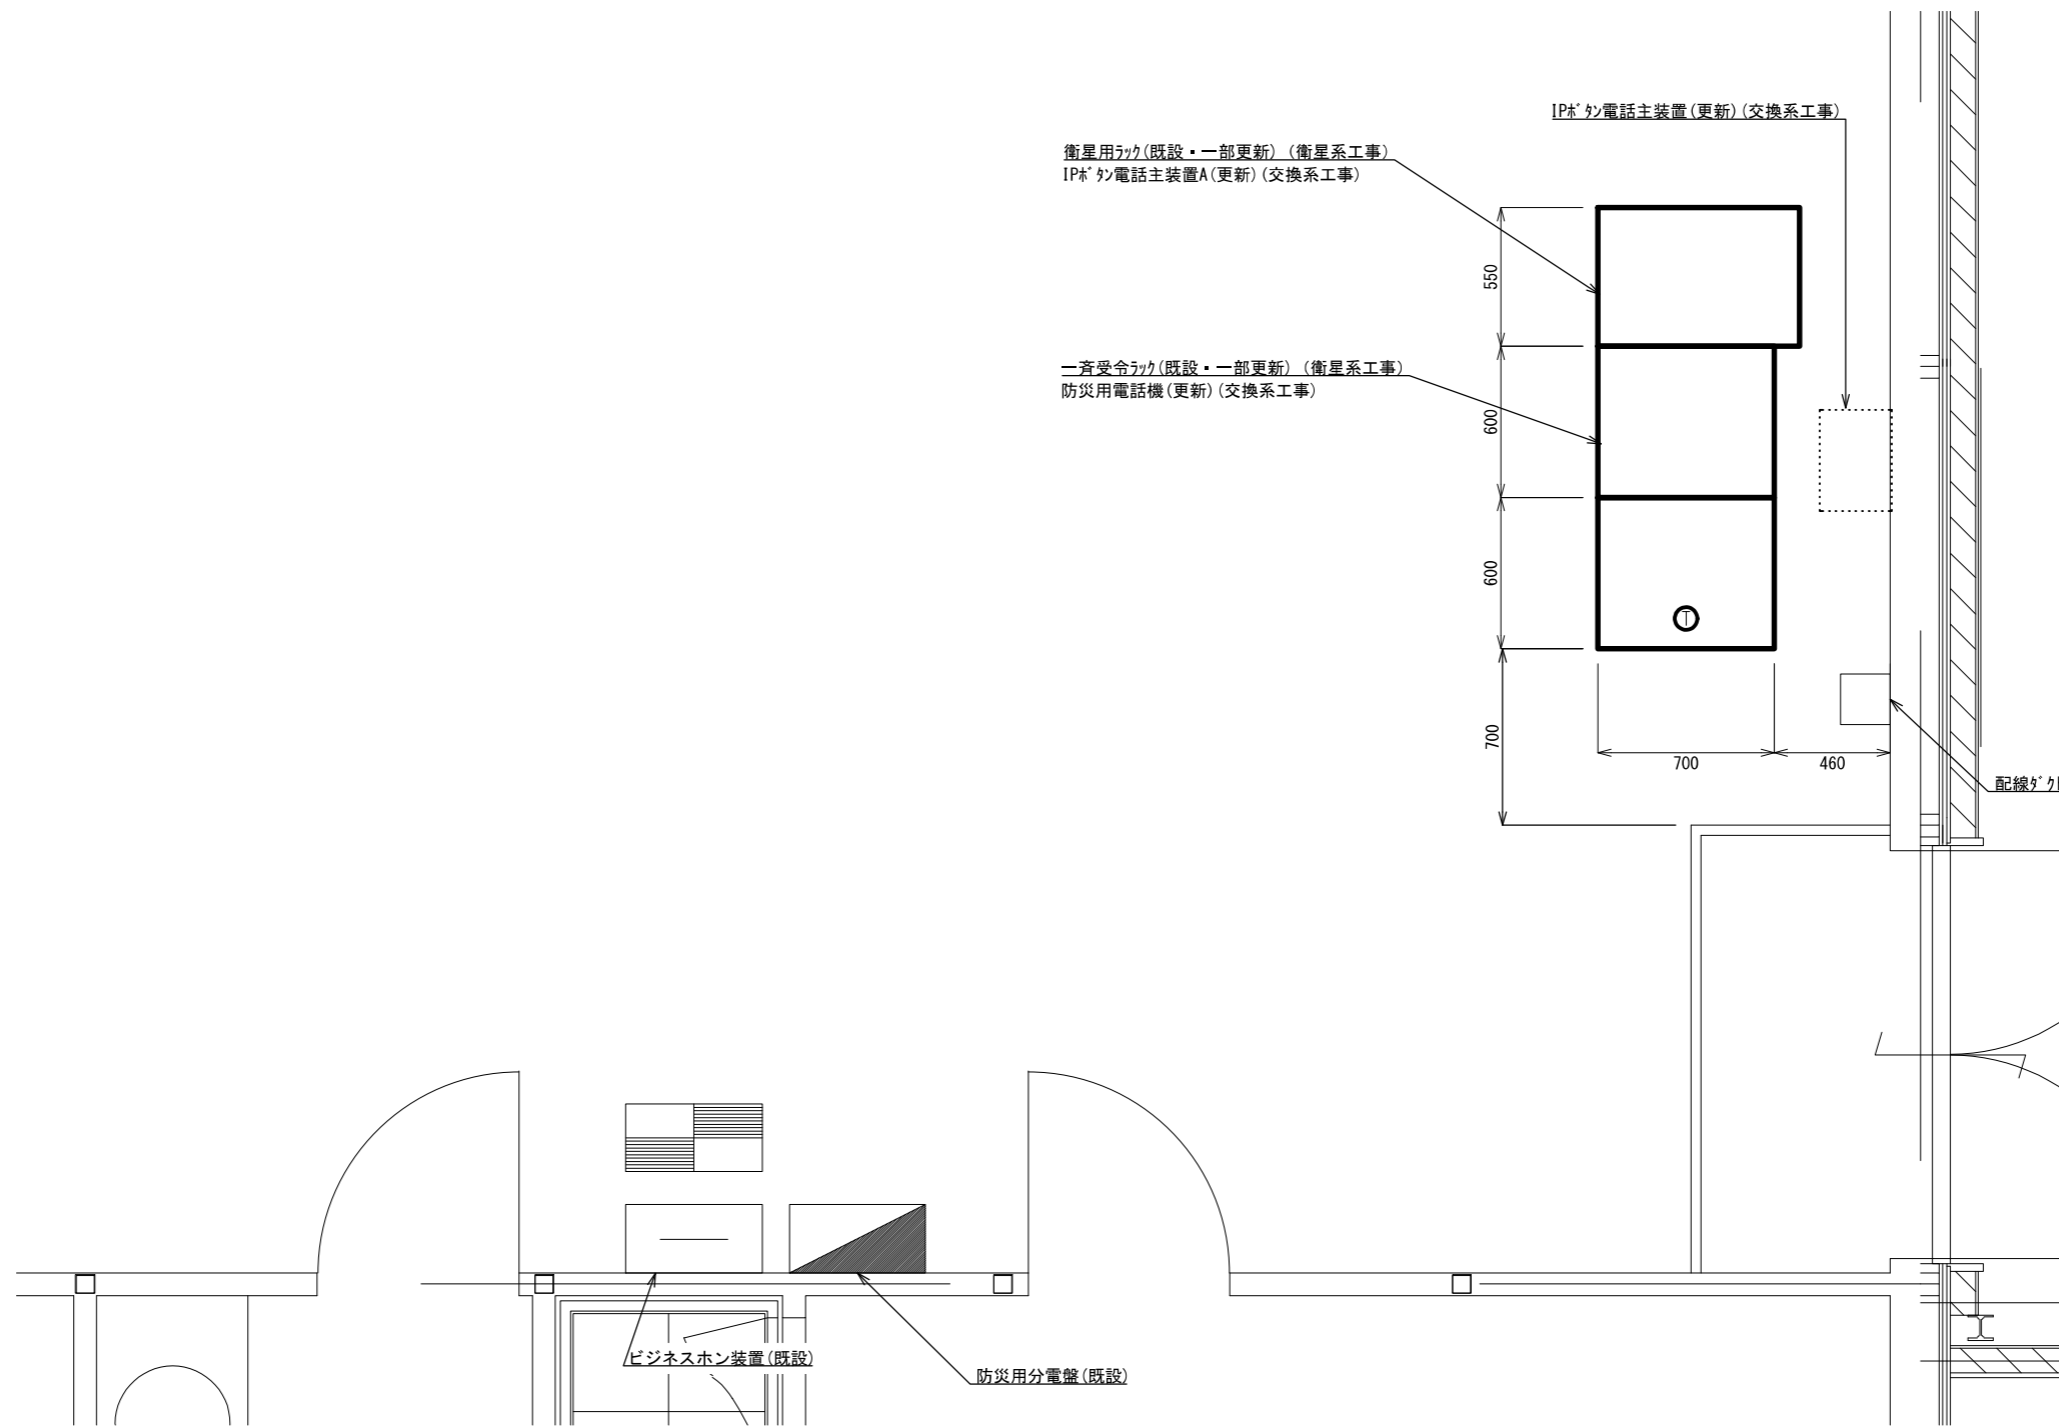 IPﾎﾞﾀﾝ電話主装置(更新)(交換系工事)
衛星用ﾗｯｸ(既設・一部更新)(衛星系工事)
IPﾎﾞﾀﾝ電話主装置A(更新)(交換系工事)
550
一斉受令ﾗｯｸ(既設・一部更新)(衛星系工事)
防災用電話機(更新)(交換系工事)
600
600
T
700
700
460
配線ﾀﾞｸ
ビジネスホン装置(既設)
防災用分電盤(既設)